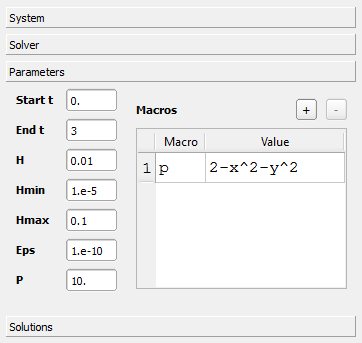 System
Solver
Parameters
Start t 0.
End t 3
H 0.01
Hmin 1.e-5
Hmax 0.1
Eps 1.e-10
P 10.
Macros + -
Macro Value
1 p 2-x^2-y^2
Solutions